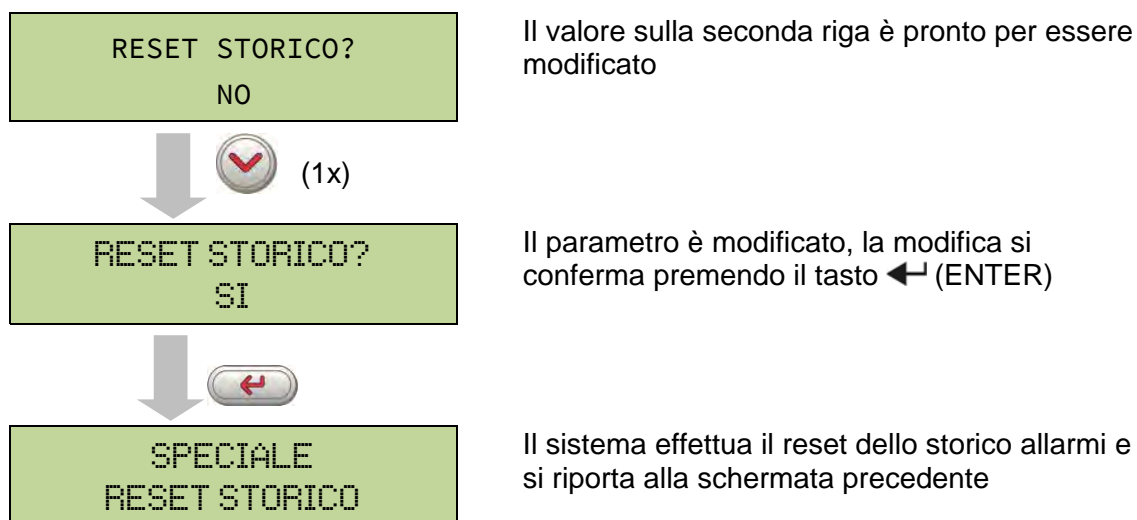 RESET STORICO?
NO
Il valore sulla seconda riga è pronto per essere
modificato
(1x)
RESET STORICO?
SI
Il parametro è modificato, la modifica si
conferma premendo il tasto (ENTER)
SPECIALE
RESET STORICO
Il sistema effettua il reset dello storico allarmi e
si riporta alla schermata precedente